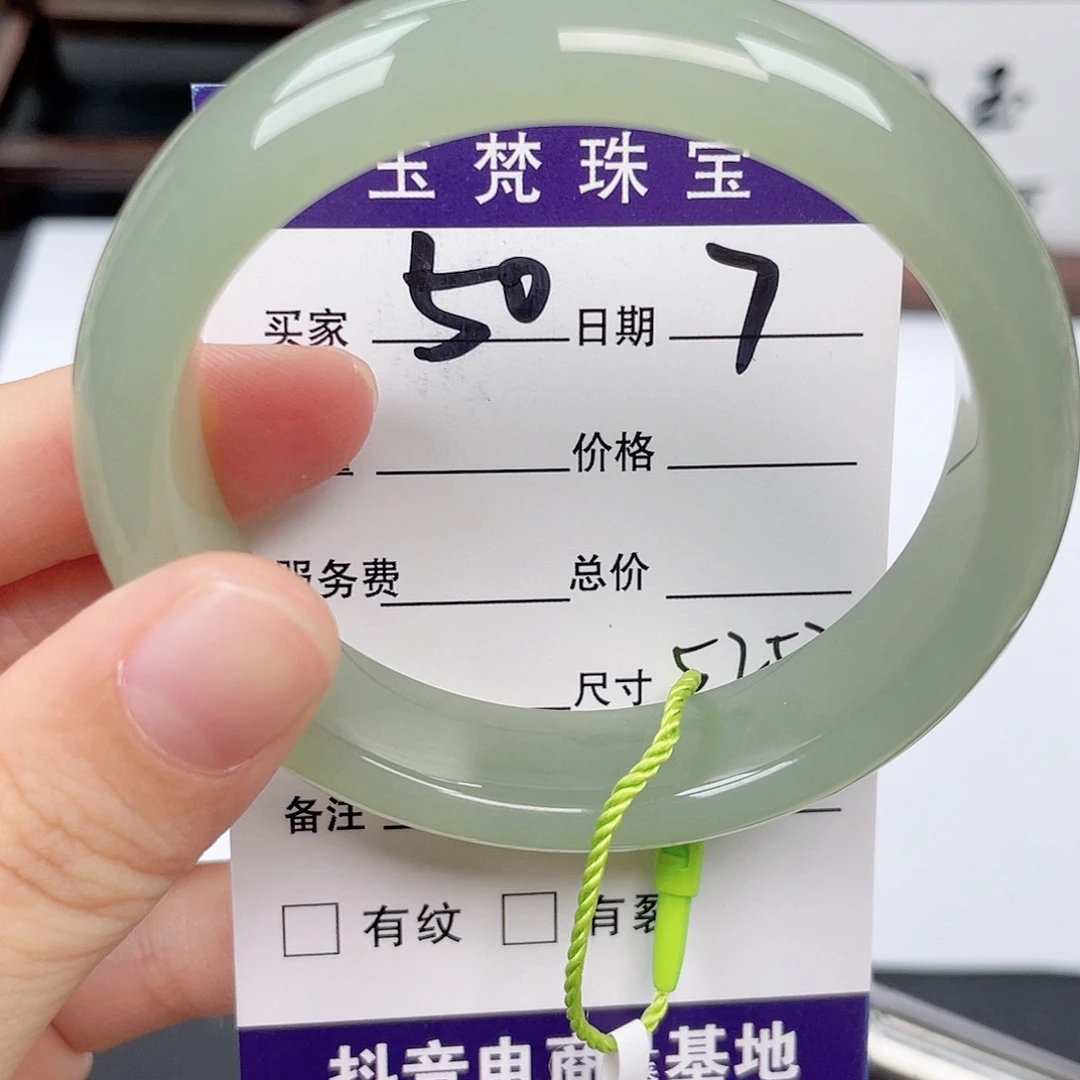 玉梵珠宝
买家 50 日期 7
价格
服务费 总价
尺寸
备注
有纹 有裂
抖音电商 基地
玉